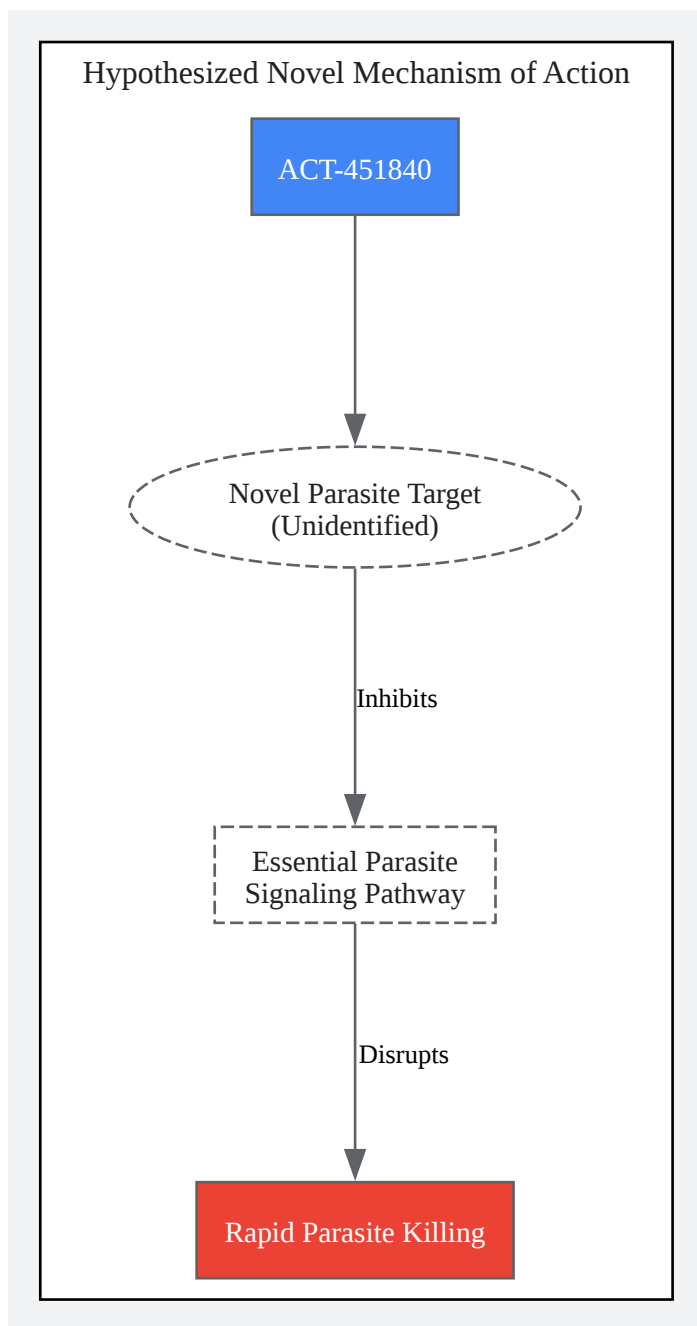 Hypothesized Novel Mechanism of Action
ACT-451840
Novel Parasite Target
(Unidentified)
Inhibits
Essential Parasite
Signaling Pathway
Disrupts
Rapid Parasite Killing